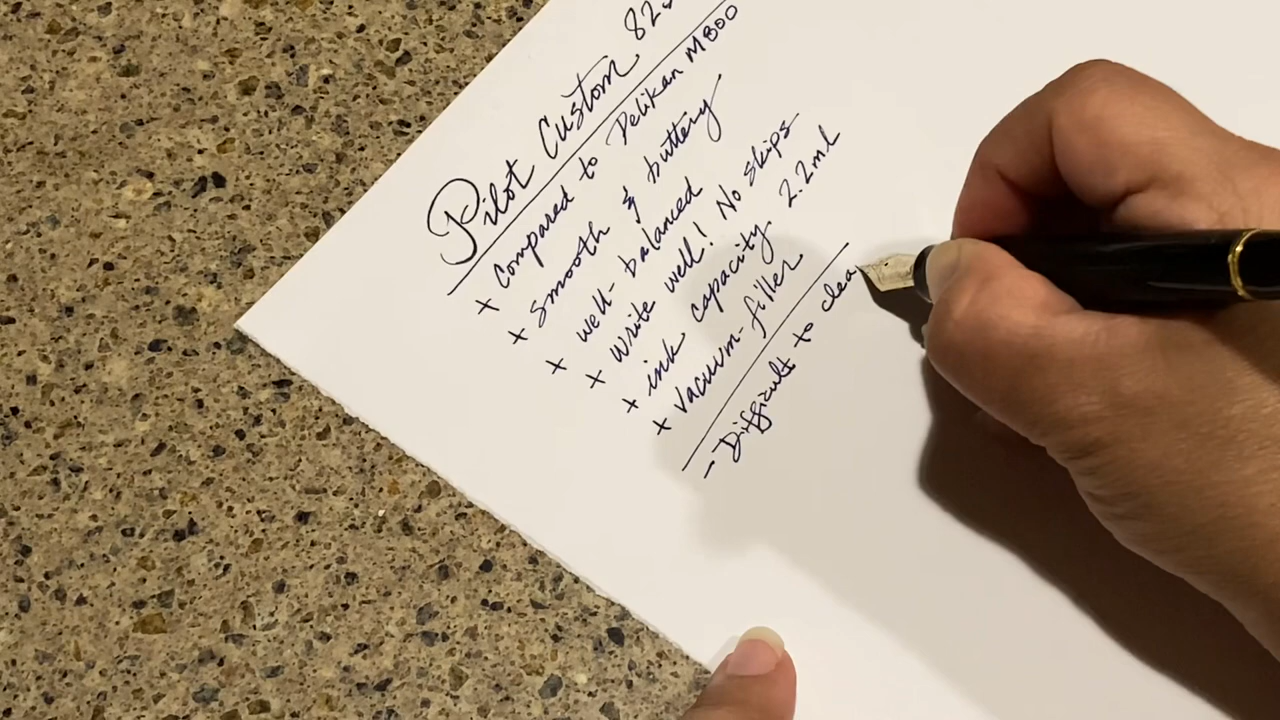 Pilot Custom 82
+ Compared to Pelikan M800
+ smooth & buttery
+ well-balanced
+ Write well! No skips
+ ink capacity 2.2ml
+ Vacuum-filler
- Difficult to clea